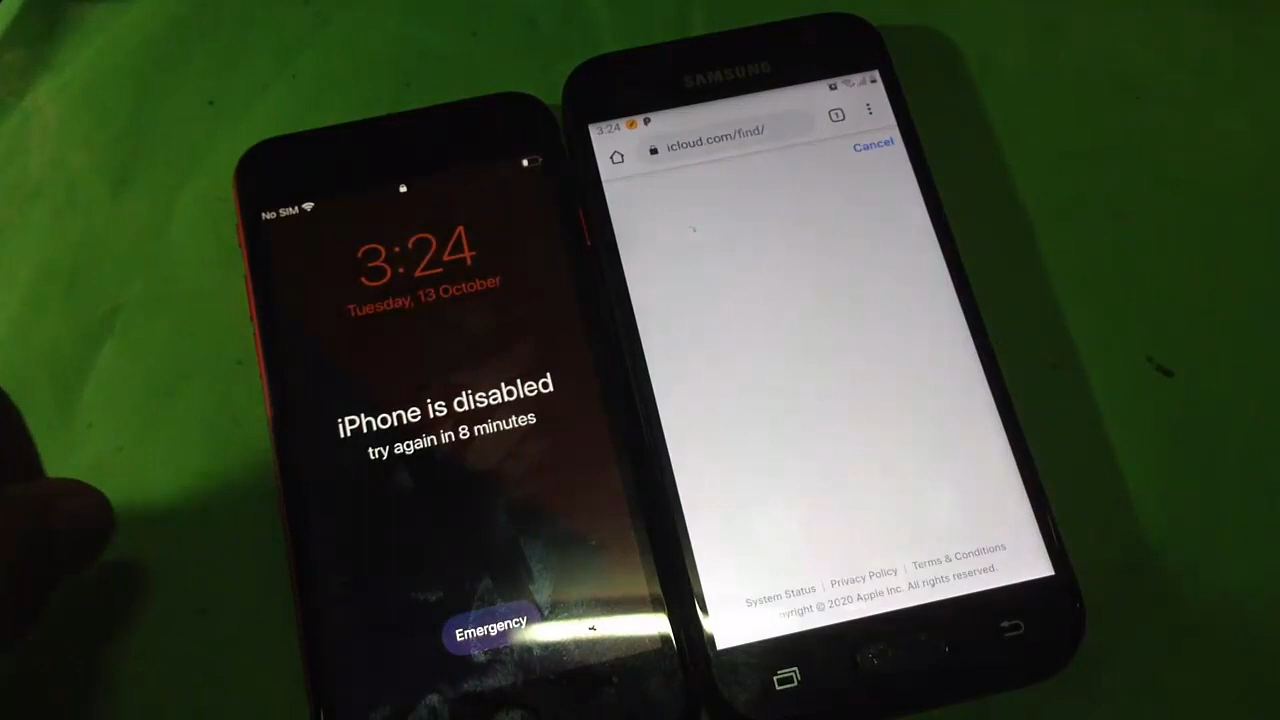 No SIM
3:24
Tuesday, 13 October
iPhone is disabled
try again in 8 minutes
Emergency
SAMSUNG
3:24
icloud.com/find/
1
Cancel
System Status | Privacy Policy | Terms & Conditions
yright © 2020 Apple Inc. All rights reserved.